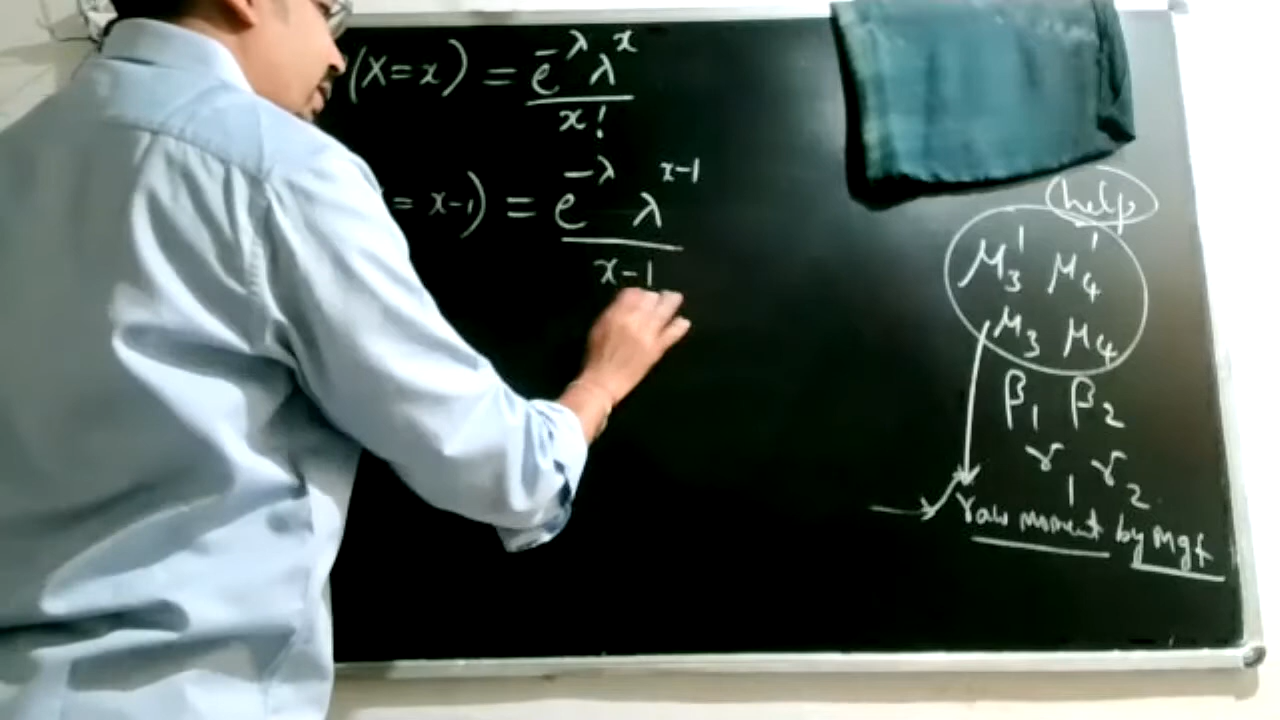 (X=x) = e^-λ λ^x / x!
= x-1) = e^-λ λ^x-1 / x-1
help
μ3' μ4'
μ3 μ4
β1 β2
γ1 γ2
raw moment by mgf